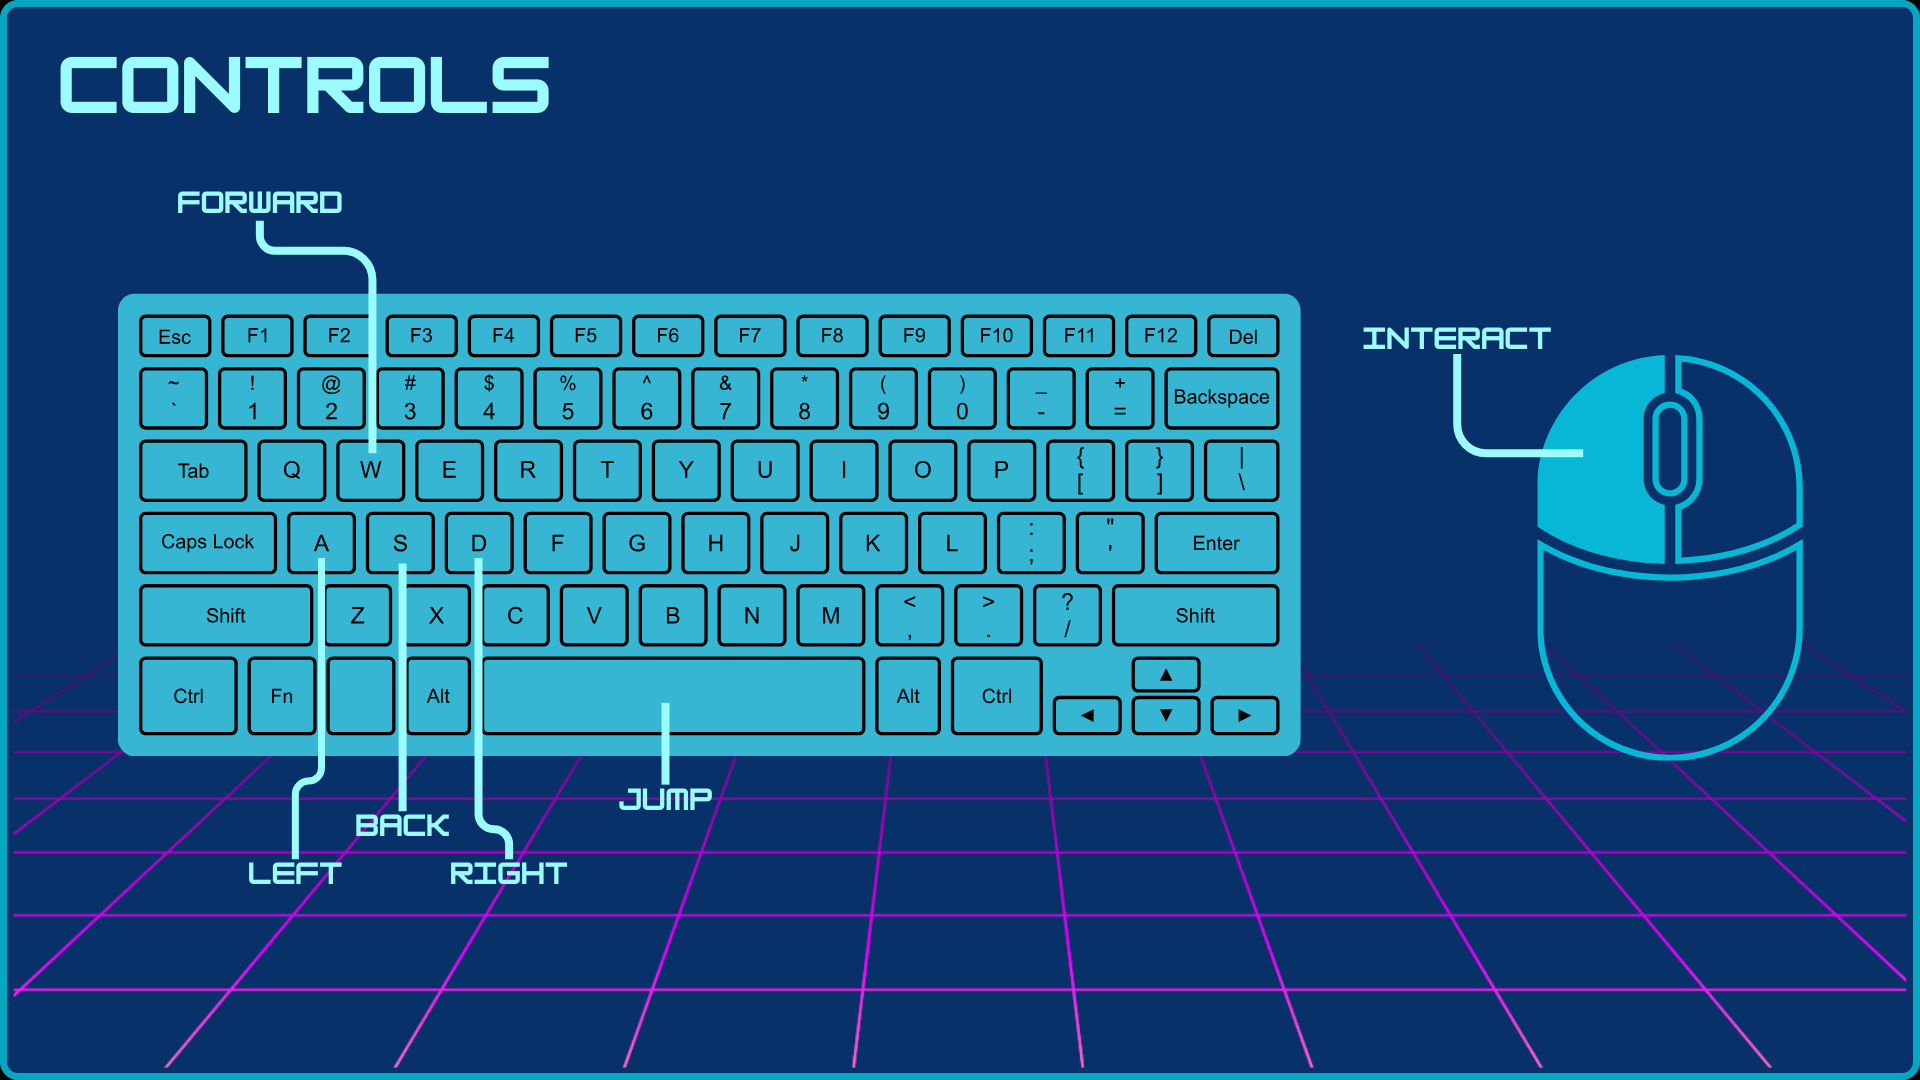 CONTROLS
FORWARD
INTERACT
Esc F1 F2 F3 F4 F5 F6 F7 F8 F9 F10 F11 F12 Del
~ ! @ # $ % ^ & * ( ) _ +
` 1 2 3 4 5 6 7 8 9 0 - = Backspace
Tab Q W E R T Y U I O P { } |
[ ] \
Caps Lock A S D F G H J K L : " Enter
; '
Shift Z X C V B N M < > ? Shift
, . /
Ctrl Fn Alt Alt Ctrl ▲
◄ ▼ ►
JUMP
BACK
LEFT RIGHT